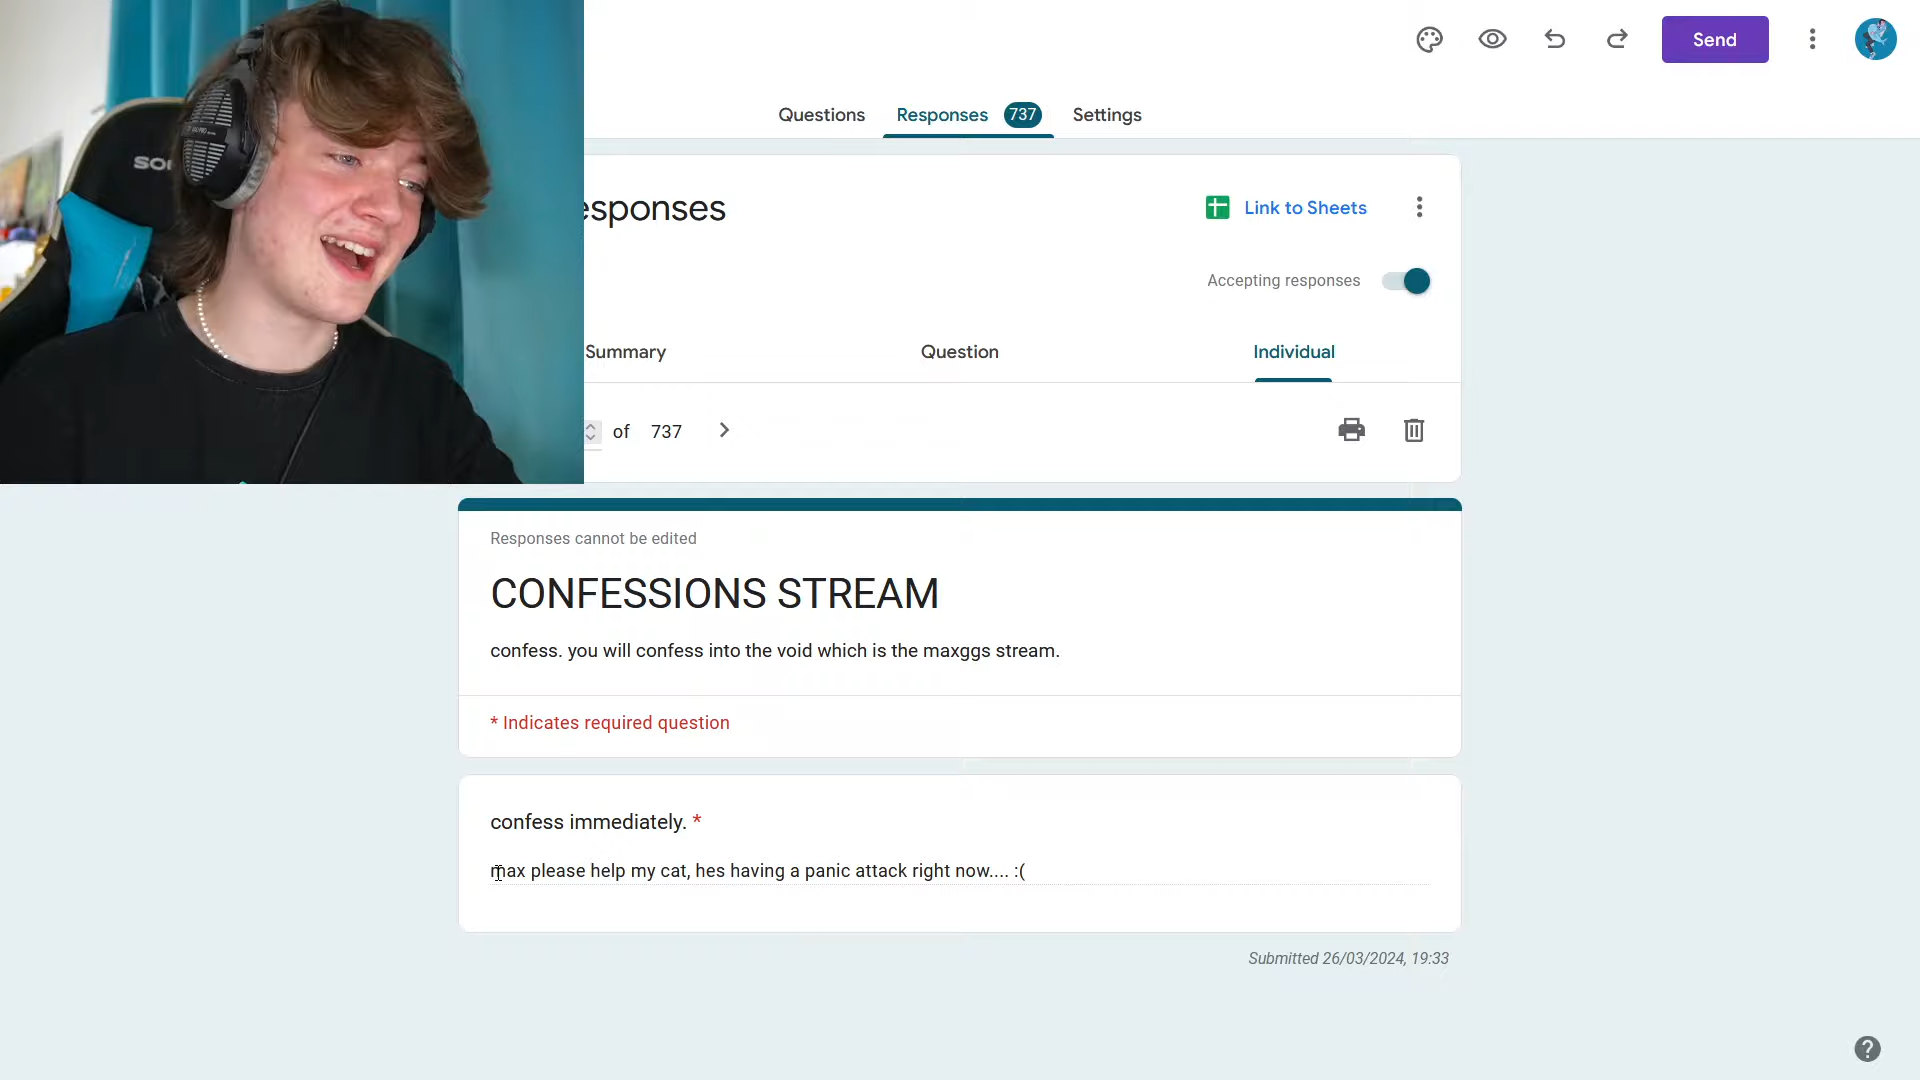 Send
Questions
Responses 737
Settings
SO
esponses
Link to Sheets
Accepting responses
Summary
Question
Individual
of 737
Responses cannot be edited
CONFESSIONS STREAM
confess. you will confess into the void which is the maxggs stream.
* Indicates required question
confess immediately. *
max please help my cat, hes having a panic attack right now.... :(
Submitted 26/03/2024, 19:33